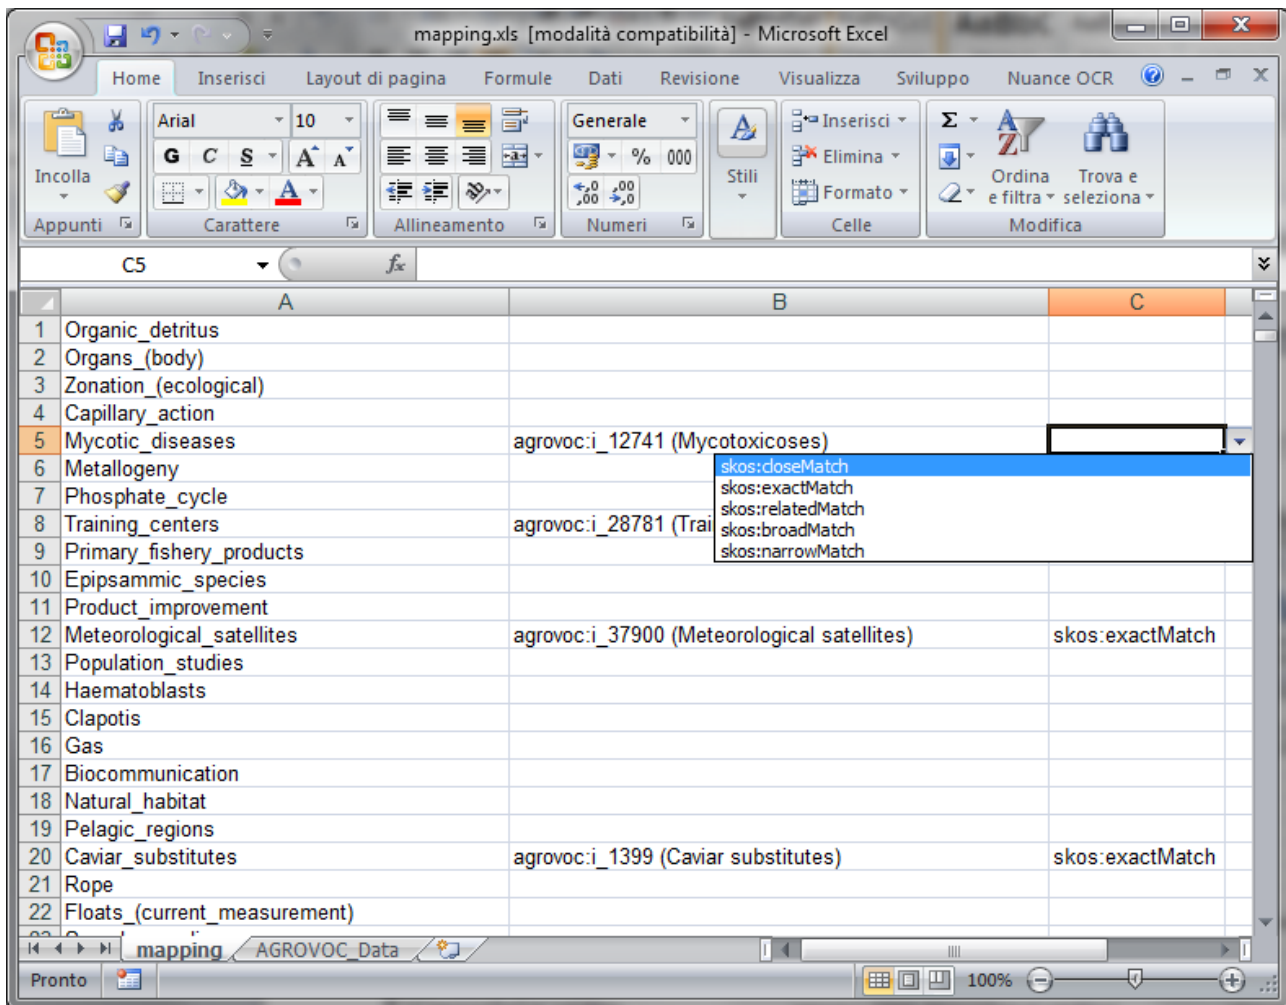 mapping.xls [modalità compatibilità] - Microsoft Excel
Home Inserisci Layout di pagina Formule Dati Revisione Visualizza Sviluppo Nuance OCR
Incolla
Appunti
Arial 10
G C S A A
A
Carattere
Allineamento
Generale
% 000
,0 ,00
,00 ,0
Numeri
Stili
Inserisci
Elimina
Formato
Celle
Σ
Ordina e filtra
Trova e seleziona
Modifica
C5 fx
A B C
1 Organic_detritus
2 Organs_(body)
3 Zonation_(ecological)
4 Capillary_action
5 Mycotic_diseases agrovoc:i_12741 (Mycotoxicoses)
skos:closeMatch
skos:exactMatch
skos:relatedMatch
skos:broadMatch
skos:narrowMatch
6 Metallogeny
7 Phosphate_cycle
8 Training_centers agrovoc:i_28781 (Trai
9 Primary_fishery_products
10 Epipsammic_species
11 Product_improvement
12 Meteorological_satellites agrovoc:i_37900 (Meteorological satellites) skos:exactMatch
13 Population_studies
14 Haematoblasts
15 Clapotis
16 Gas
17 Biocommunication
18 Natural_habitat
19 Pelagic_regions
20 Caviar_substitutes agrovoc:i_1399 (Caviar substitutes) skos:exactMatch
21 Rope
22 Floats_(current_measurement)
mapping AGROVOC_Data
Pronto 100%